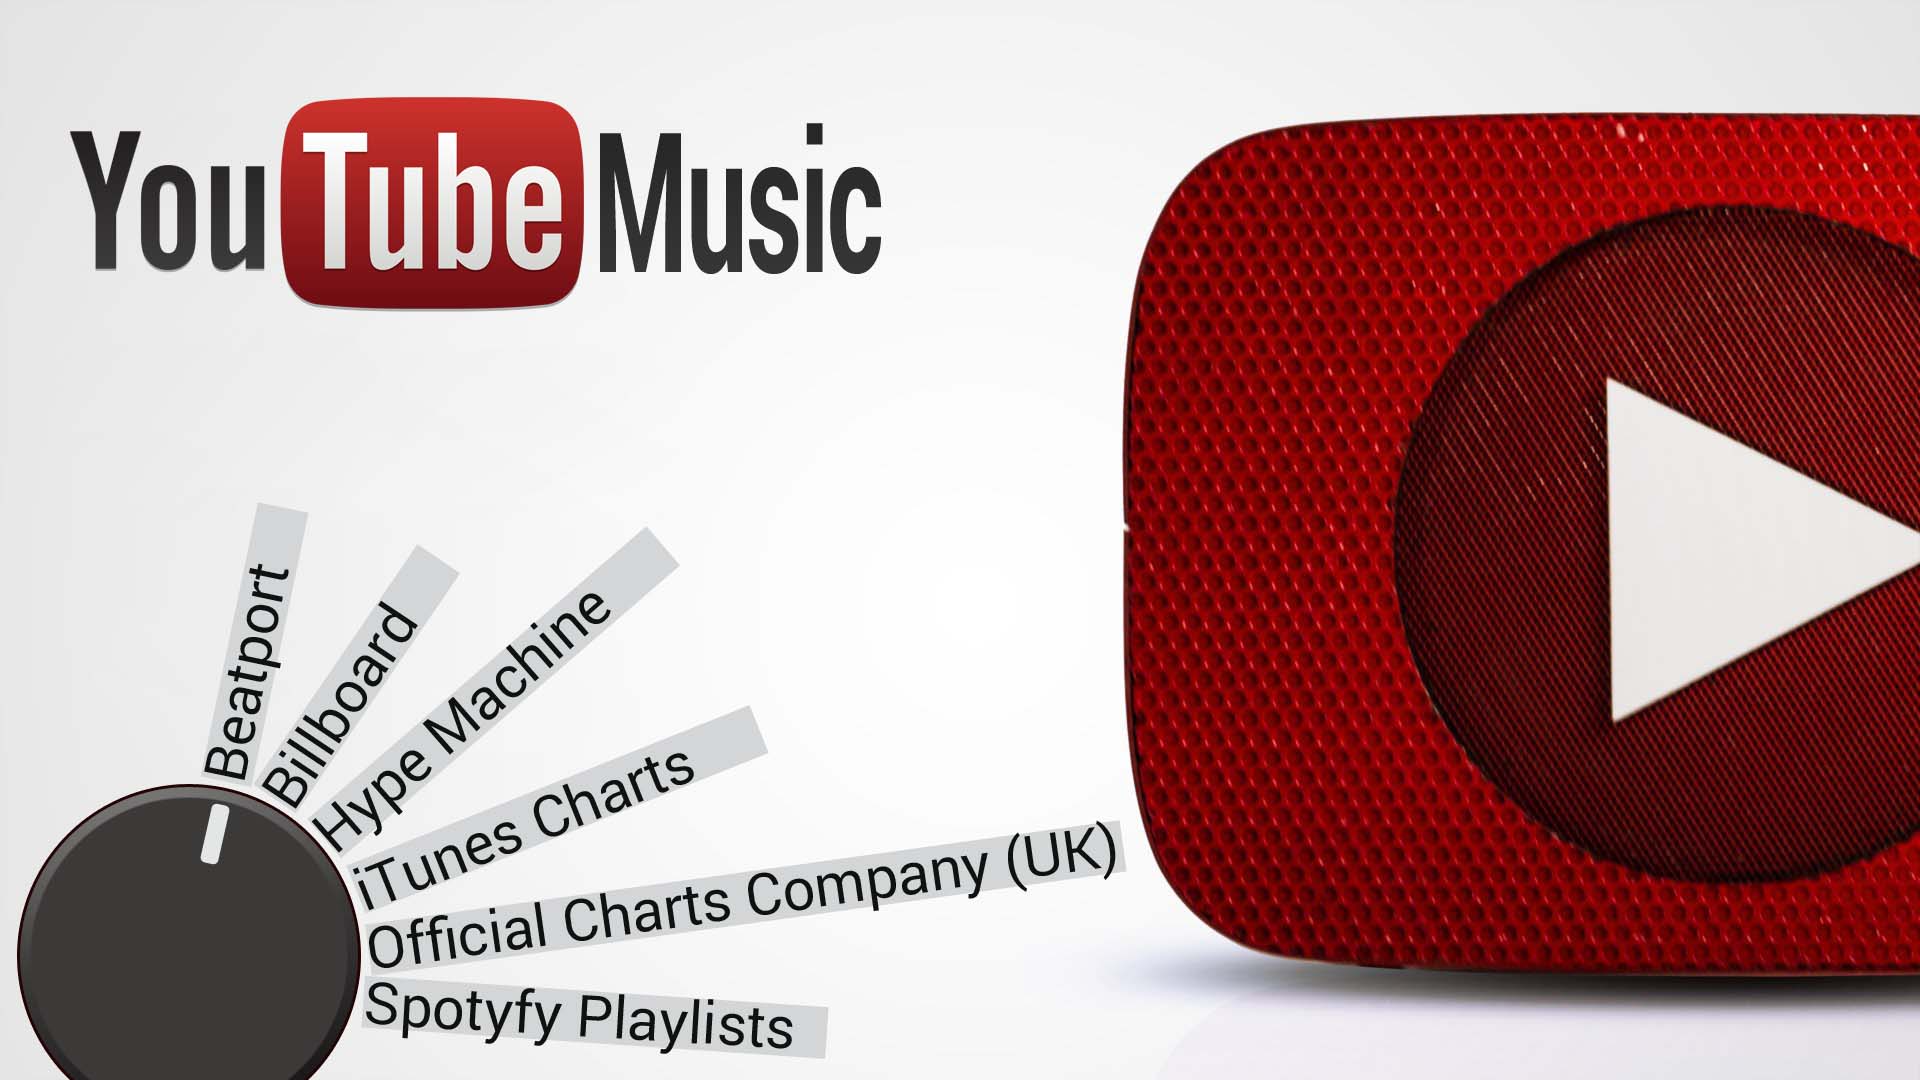 YouTube Music
Beatport
Billboard
Hype Machine
iTunes Charts
Official Charts Company (UK)
Spotyfy Playlists